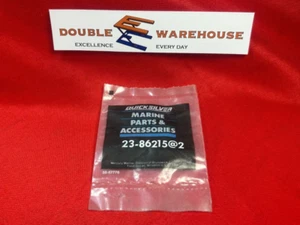 DOUBLE WAREHOUSE
EXCELLENCE EVERY DAY
QUICKSILVER
MARINE
PARTS &
ACCESSORIES
23-86215@2